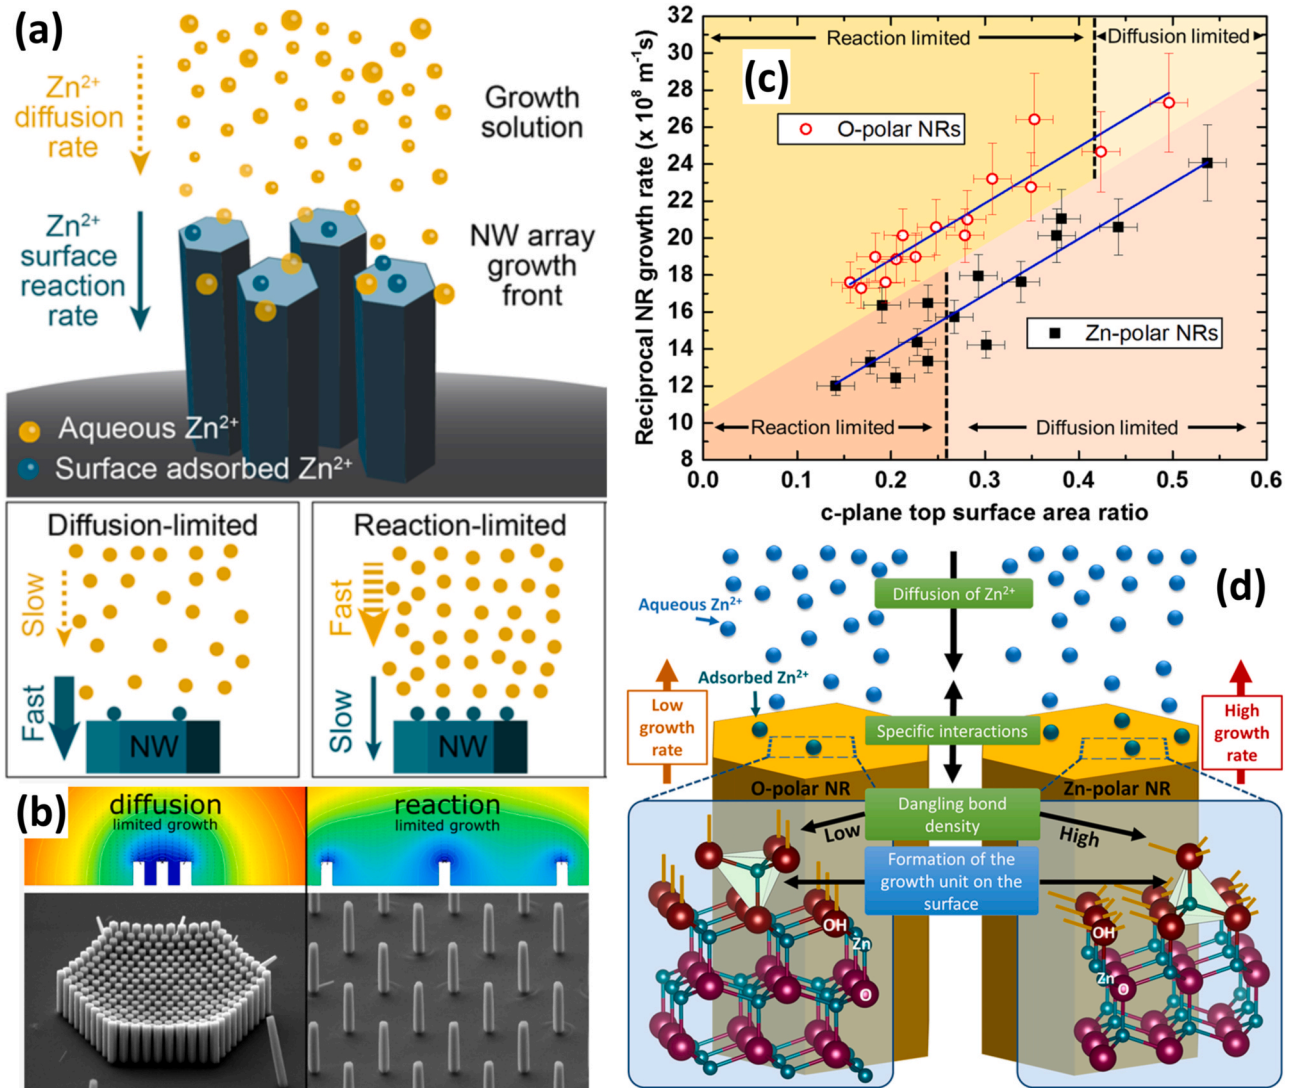 (a)
Zn²⁺
diffusion
rate
Growth
solution
Zn²⁺
surface
reaction
rate
NW array
growth
front
Aqueous Zn²⁺
Surface adsorbed Zn²⁺
Diffusion-limited
Slow
Fast
NW
Reaction-limited
Fast
Slow
NW
(b)
diffusion
limited growth
reaction
limited growth
(c)
Reciprocal NR growth rate (x 10⁸ m⁻¹s)
32
30
28
26
24
22
20
18
16
14
12
10
8
Reaction limited
Diffusion limited
O-polar NRs
Zn-polar NRs
Reaction limited
Diffusion limited
0.0
0.1
0.2
0.3
0.4
0.5
0.6
c-plane top surface area ratio
(d)
Diffusion of Zn²⁺
Aqueous Zn²⁺
Adsorbed Zn²⁺
Low
growth
rate
Specific interactions
High
growth
rate
O-polar NR
Zn-polar NR
Dangling bond
density
Low
High
Formation of the
growth unit on the
surface
OH
Zn
O
OH
Zn
O